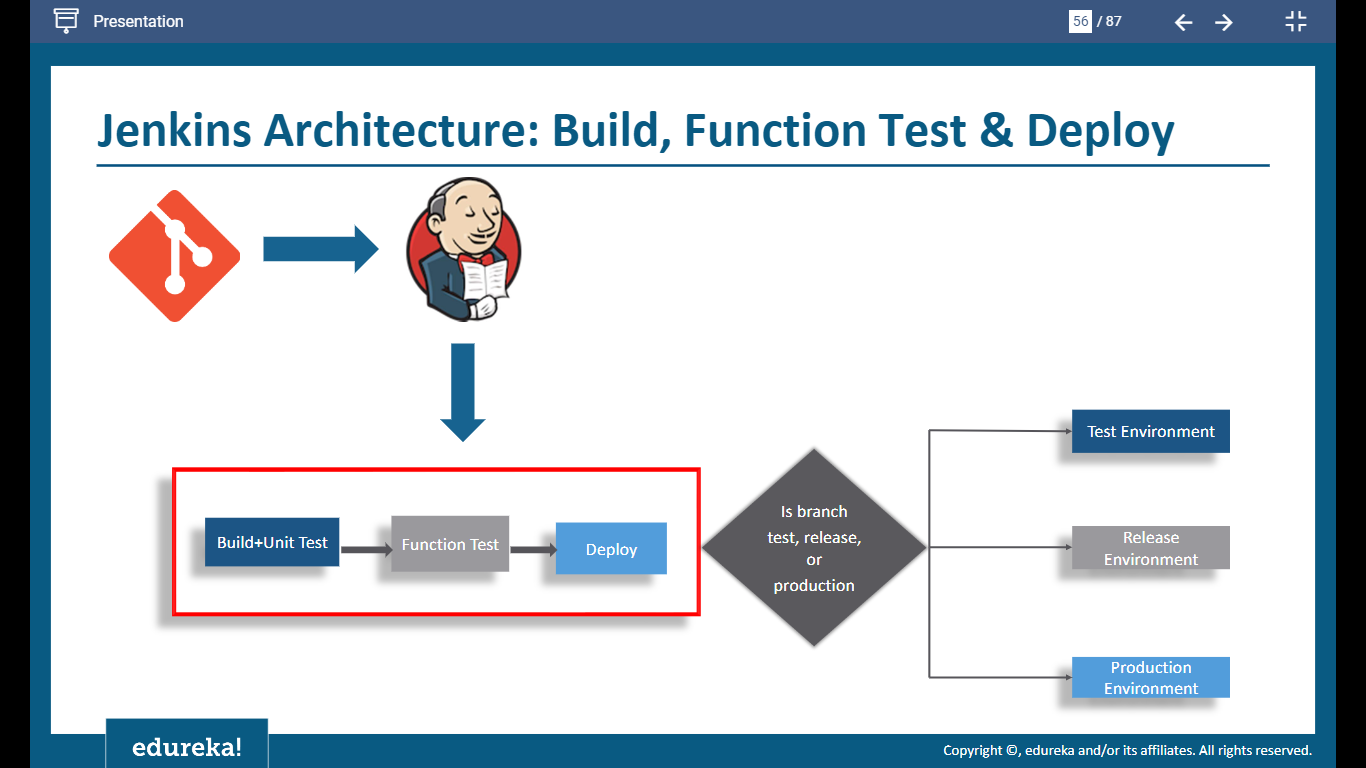 Presentation
56 / 87
Jenkins Architecture: Build, Function Test & Deploy
Build+Unit Test
Function Test
Deploy
Is branch
test, release,
or
production
Test Environment
Release
Environment
Production
Environment
edureka!
Copyright ©, edureka and/or its affiliates. All rights reserved.